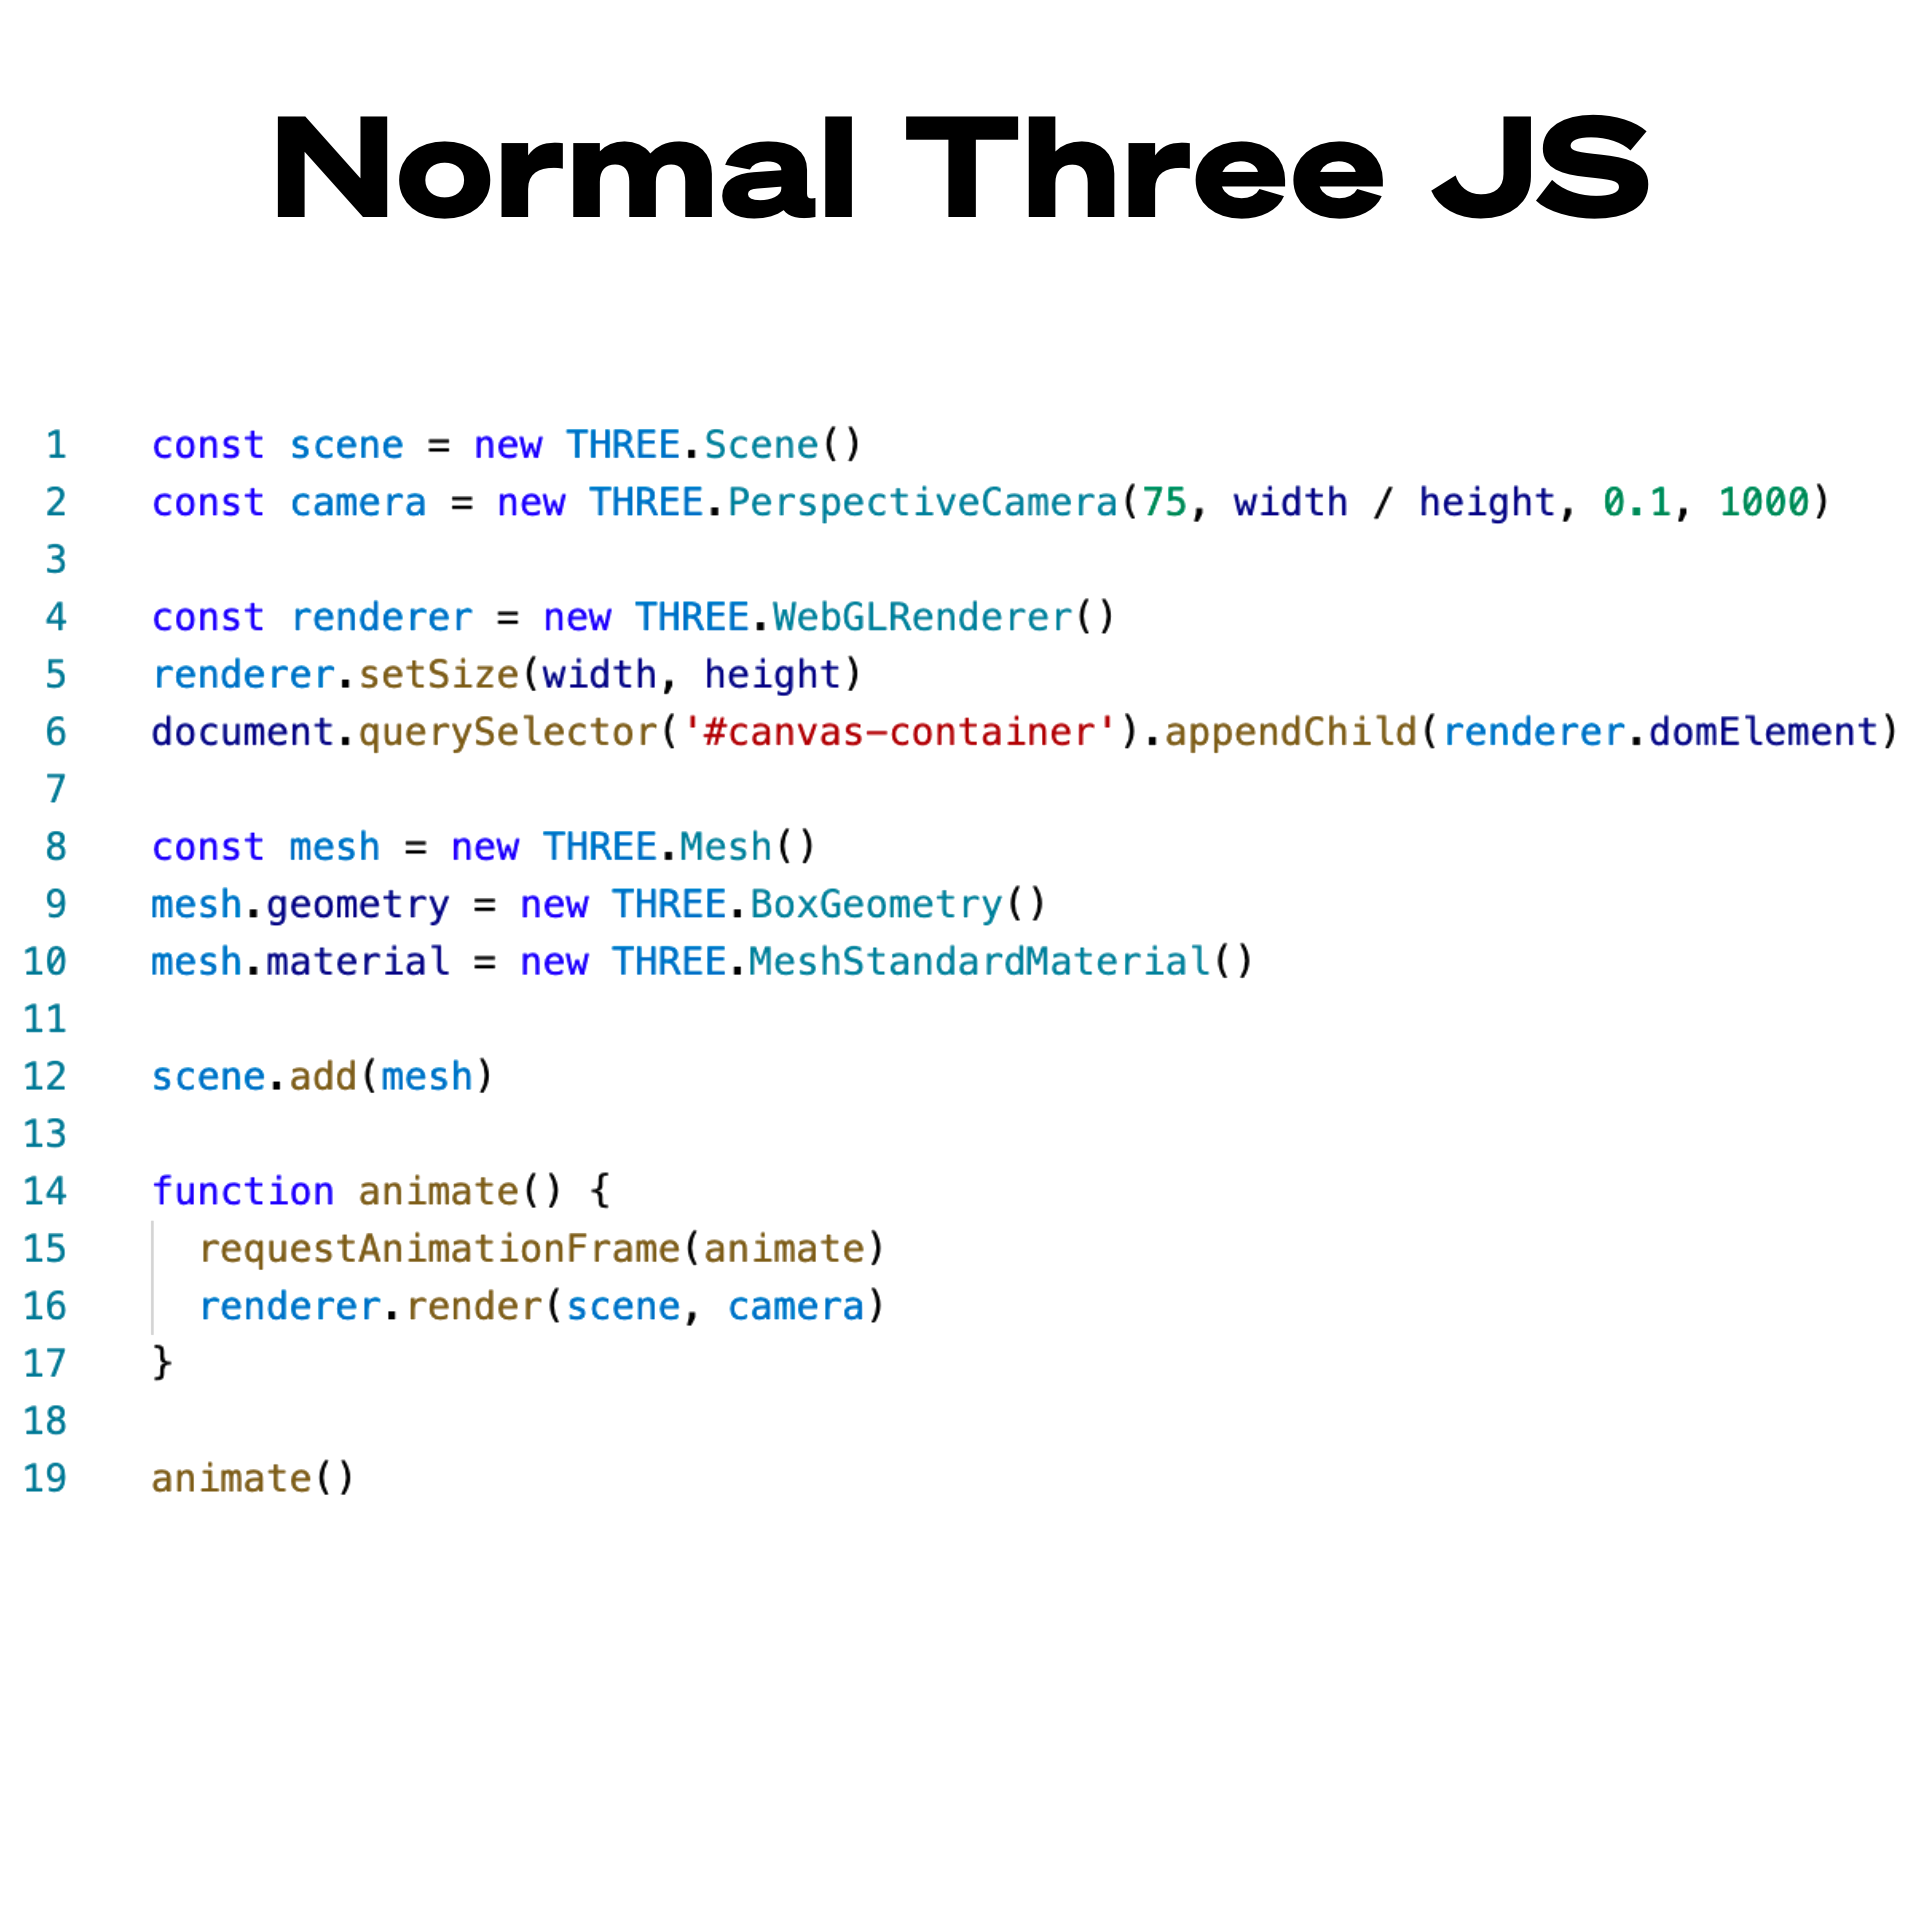 Normal Three JS
1 const scene = new THREE.Scene()
2 const camera = new THREE.PerspectiveCamera(75, width / height, 0.1, 1000)
3
4 const renderer = new THREE.WebGLRenderer()
5 renderer.setSize(width, height)
6 document.querySelector('#canvas-container').appendChild(renderer.domElement)
7
8 const mesh = new THREE.Mesh()
9 mesh.geometry = new THREE.BoxGeometry()
10 mesh.material = new THREE.MeshStandardMaterial()
11
12 scene.add(mesh)
13
14 function animate() {
15   requestAnimationFrame(animate)
16   renderer.render(scene, camera)
17 }
18
19 animate()